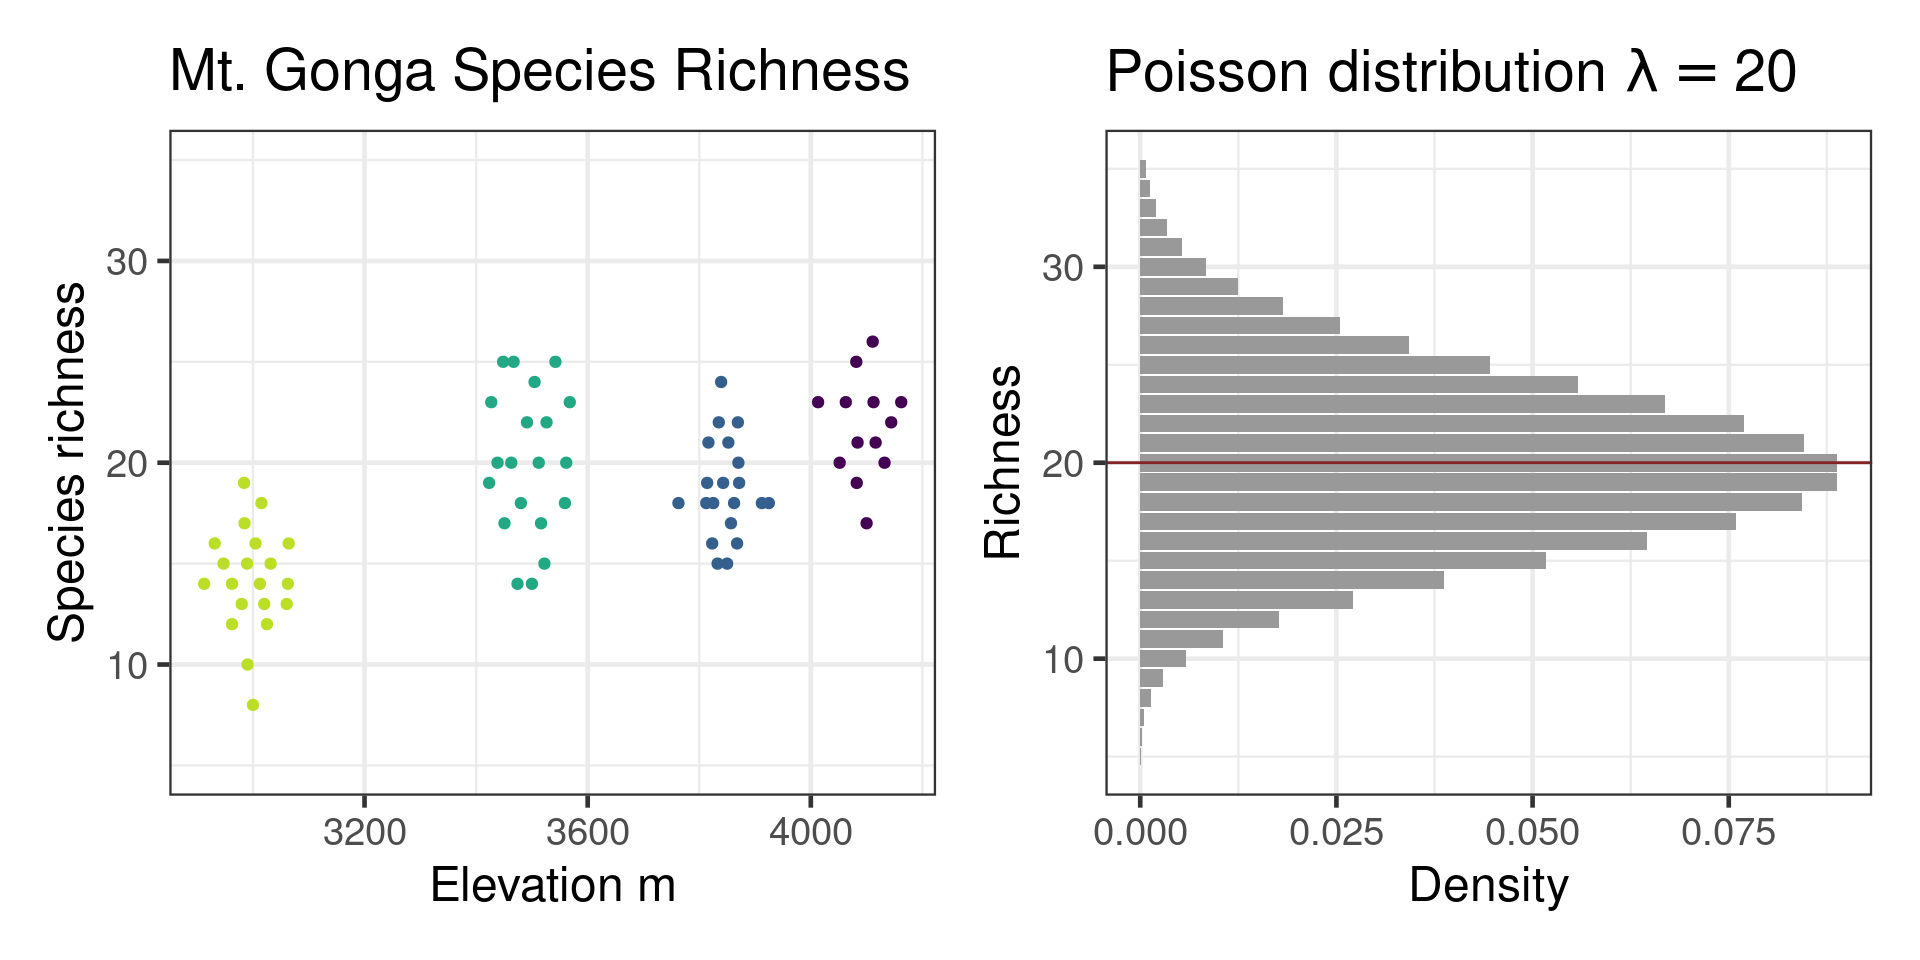 Mt. Gonga Species Richness
Species richness
30
20
10
3200 3600 4000
Elevation m
Poisson distribution λ = 20
Richness
30
20
10
0.000 0.025 0.050 0.075
Density